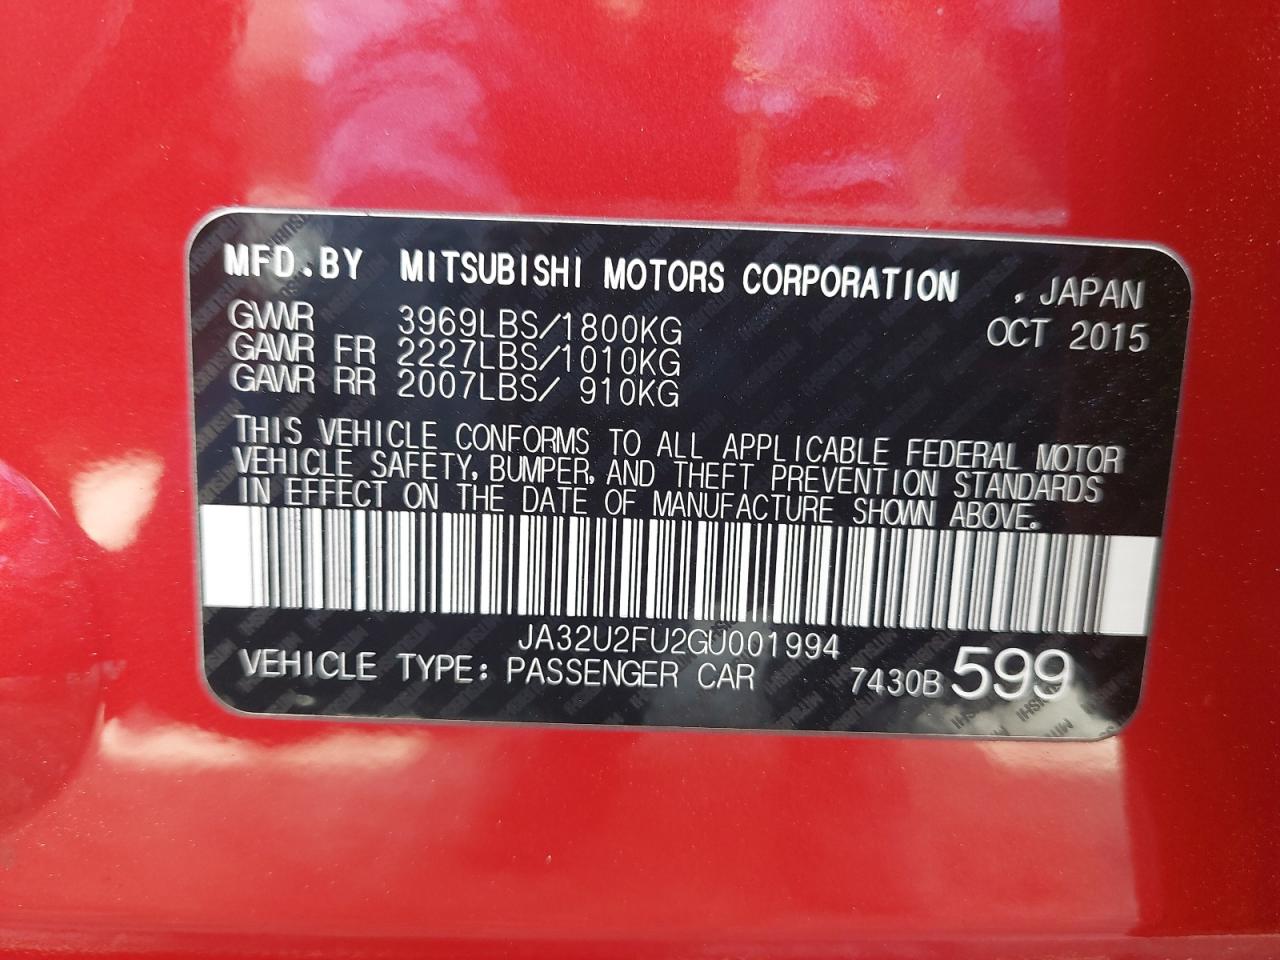 MFD.BY MITSUBISHI MOTORS CORPORATION , JAPAN
GVWR 3969LBS/1800KG OCT 2015
GAWR FR 2227LBS/1010KG
GAWR RR 2007LBS/ 910KG
THIS VEHICLE CONFORMS TO ALL APPLICABLE FEDERAL MOTOR
VEHICLE SAFETY, BUMPER, AND THEFT PREVENTION STANDARDS
IN EFFECT ON THE DATE OF MANUFACTURE SHOWN ABOVE.
JA32U2FU2GU001994
VEHICLE TYPE: PASSENGER CAR 7430B 599